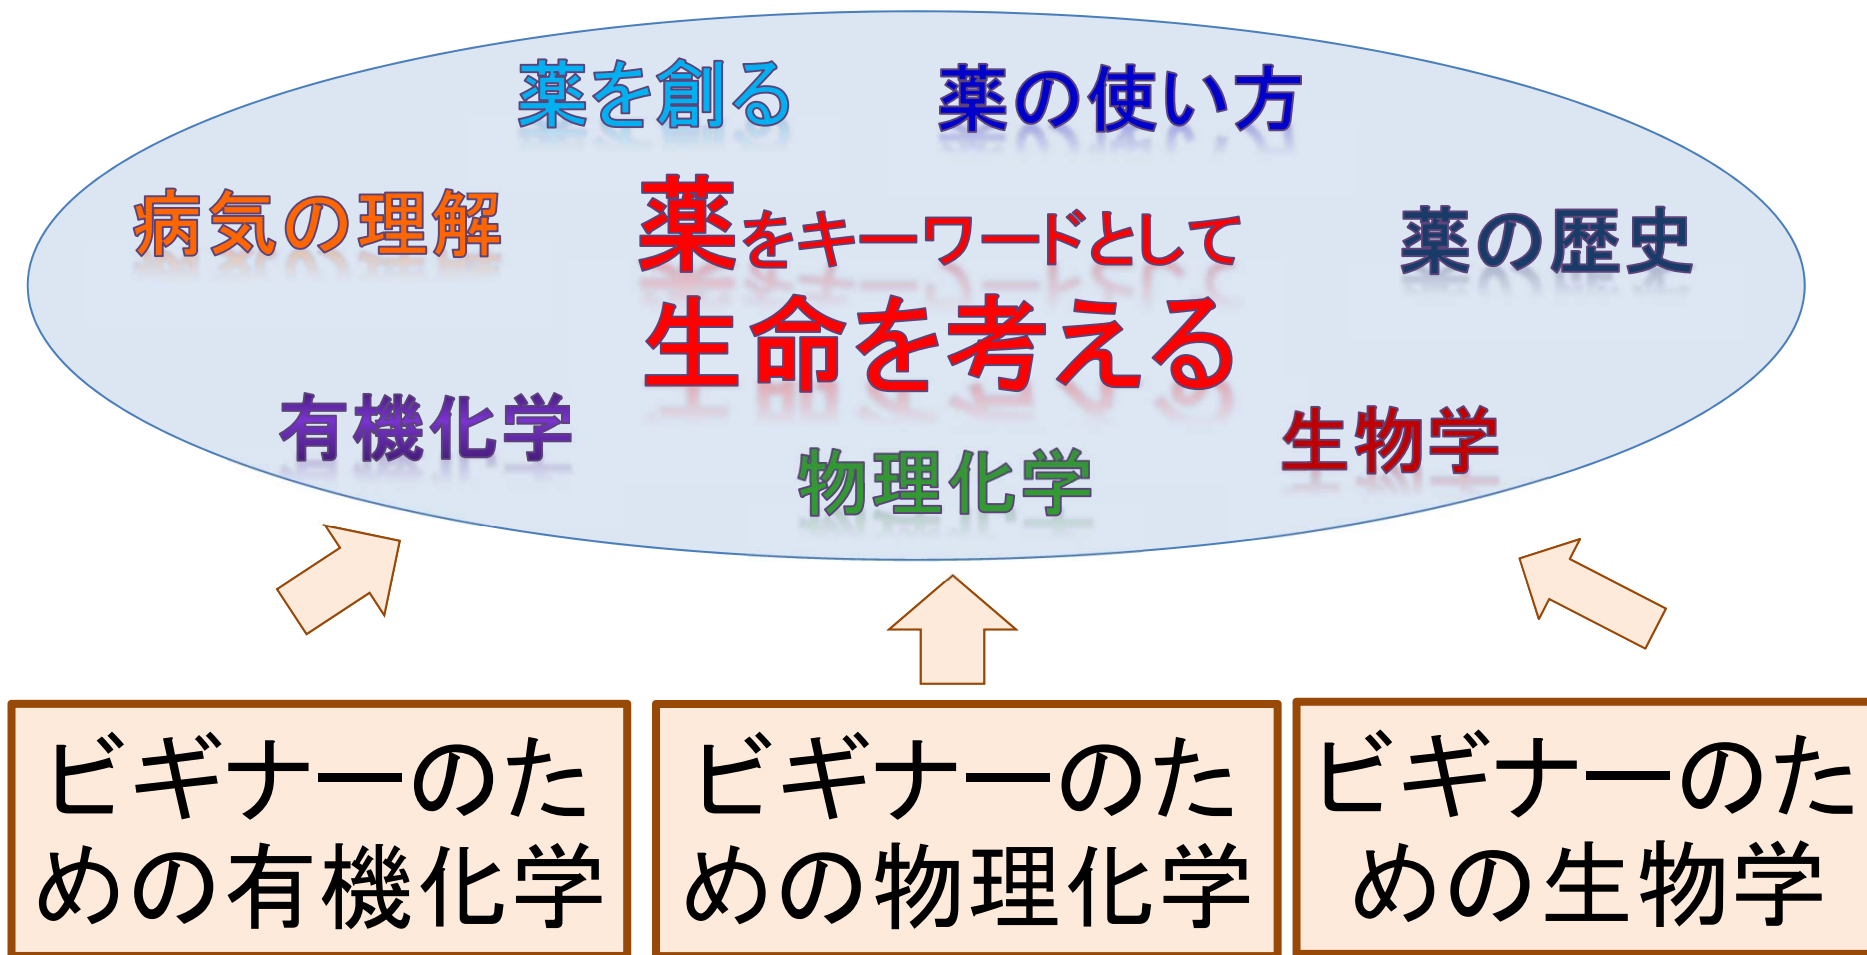 薬を創る
薬の使い方
病気の理解
薬をキーワードとして
生命を考える
薬の歴史
有機化学
物理化学
生物学
ビギナーのた
めの有機化学
ビギナーのた
めの物理化学
ビギナーのた
めの生物学